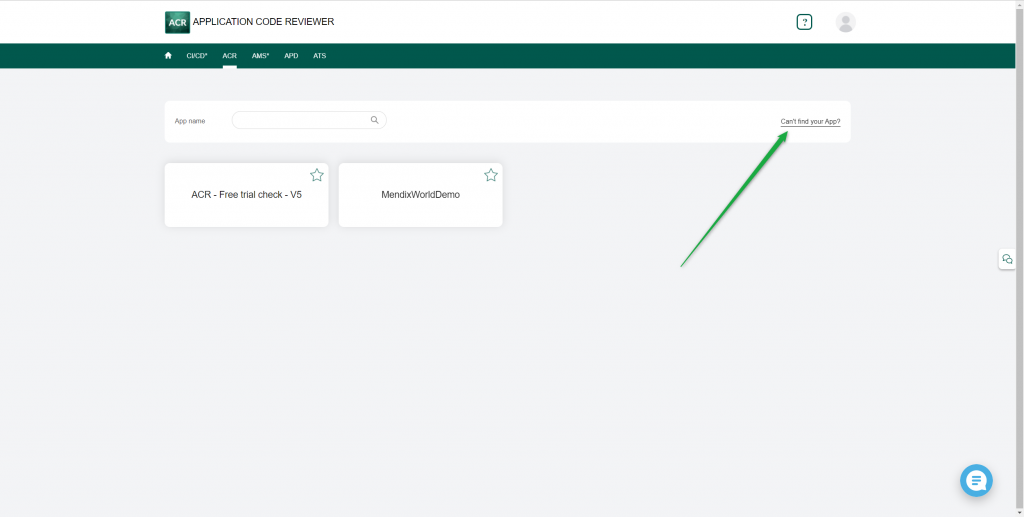 ACR APPLICATION CODE REVIEWER
?
CI/CD* ACR AMS* APD ATS
App name
Can't find your App?
ACR - Free trial check - V5
MendixWorldDemo